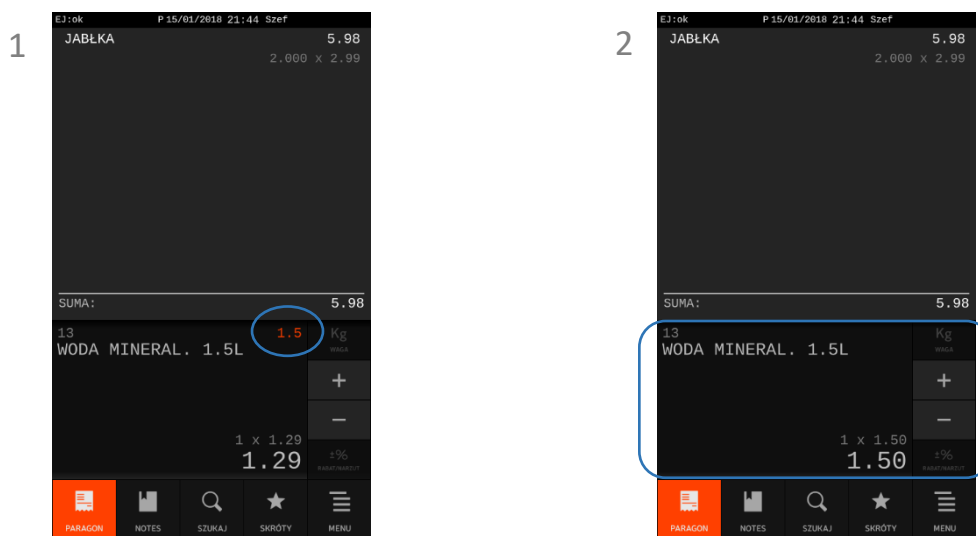 1
EJ:ok P 15/01/2018 21:44 Szef
JABŁKA 5.98
2.000 x 2.99
SUMA: 5.98
13 1.5 Kg
WODA MINERAL. 1.5L WAGA
+
−
1 x 1.29
1.29 ±%
RABAT/NARZUT
PARAGON NOTES SZUKAJ SKRÓTY MENU
2
EJ:ok P 15/01/2018 21:44 Szef
JABŁKA 5.98
2.000 x 2.99
SUMA: 5.98
13 Kg
WODA MINERAL. 1.5L WAGA
+
−
1 x 1.50
1.50 ±%
RABAT/NARZUT
PARAGON NOTES SZUKAJ SKRÓTY MENU